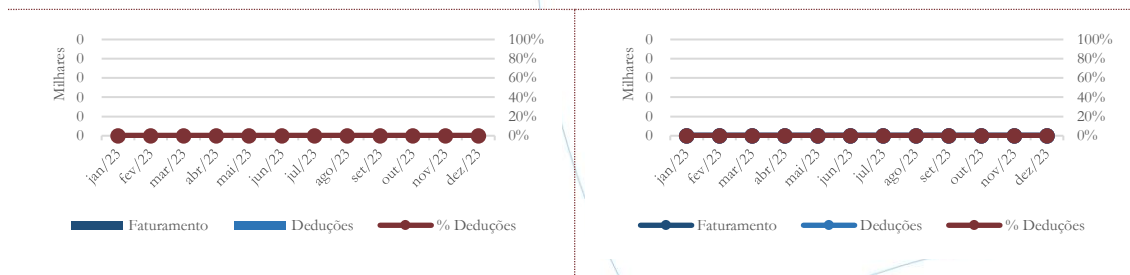 Milhares
0
0
0
0
0
0
100%
80%
60%
40%
20%
0%
jan/23
fev/23
mar/23
abr/23
mai/23
jun/23
jul/23
ago/23
set/23
out/23
nov/23
dez/23
Faturamento Deduções % Deduções
Milhares
0
0
0
0
0
0
100%
80%
60%
40%
20%
0%
jan/23
fev/23
mar/23
abr/23
mai/23
jun/23
jul/23
ago/23
set/23
out/23
nov/23
dez/23
Faturamento Deduções % Deduções